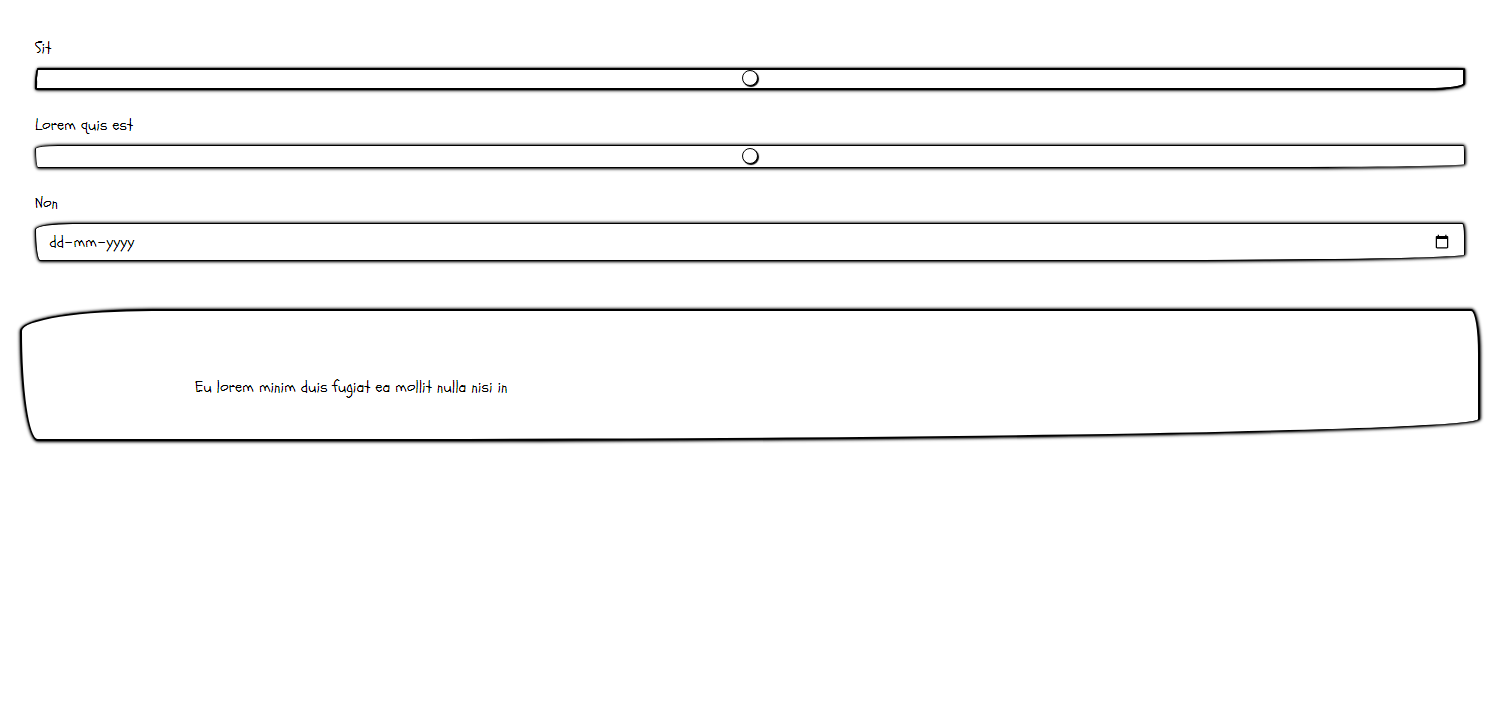 Sit
Lorem quis est
Non
dd-mm-yyyy
Eu lorem minim duis fugiat ea mollit nulla nisi in